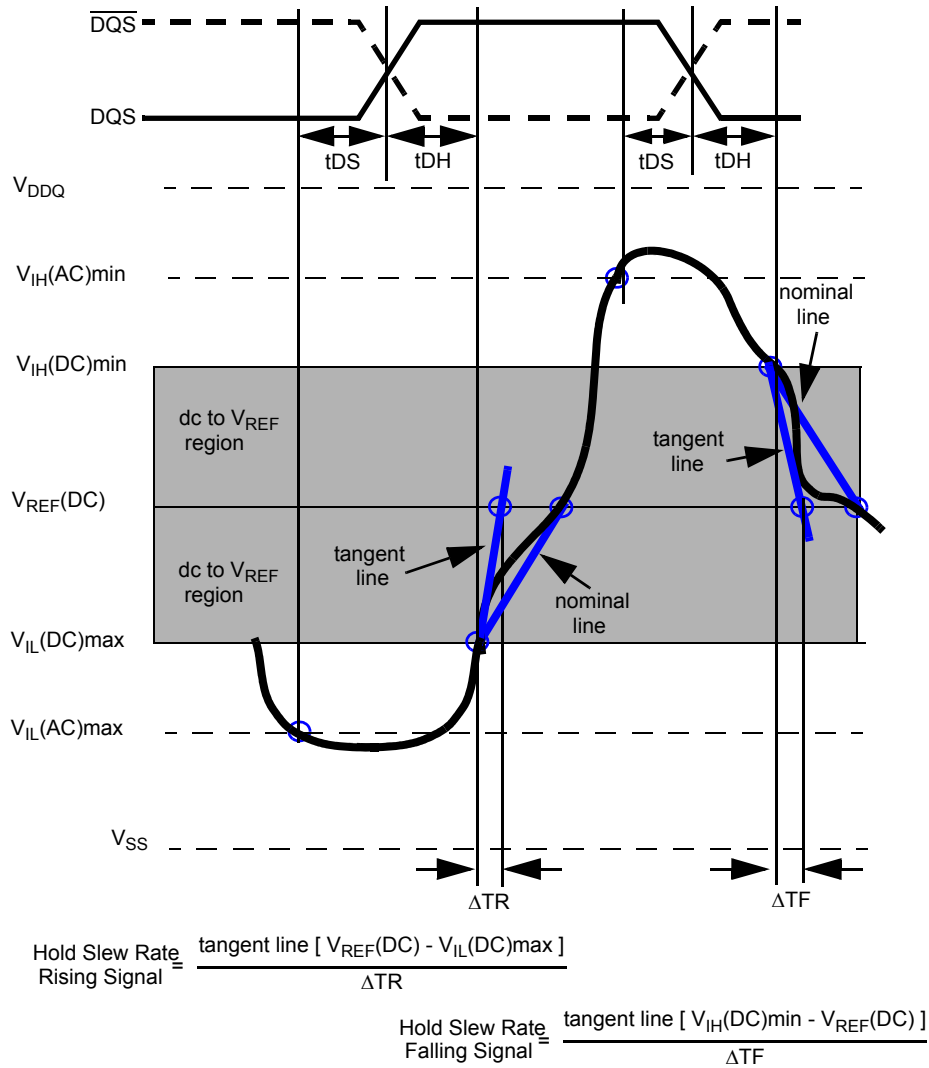 DQS
DQS
tDS
tDH
tDS
tDH
VDDQ
VIH(AC)min
nominal
line
VIH(DC)min
dc to VREF
region
tangent
line
VREF(DC)
tangent
line
dc to VREF
region
nominal
line
VIL(DC)max
VIL(AC)max
VSS
ΔTR
ΔTF
Hold Slew Rate
Rising Signal
=
tangent line [ VREF(DC) - VIL(DC)max ]
ΔTR
Hold Slew Rate
Falling Signal
=
tangent line [ VIH(DC)min - VREF(DC) ]
ΔTF